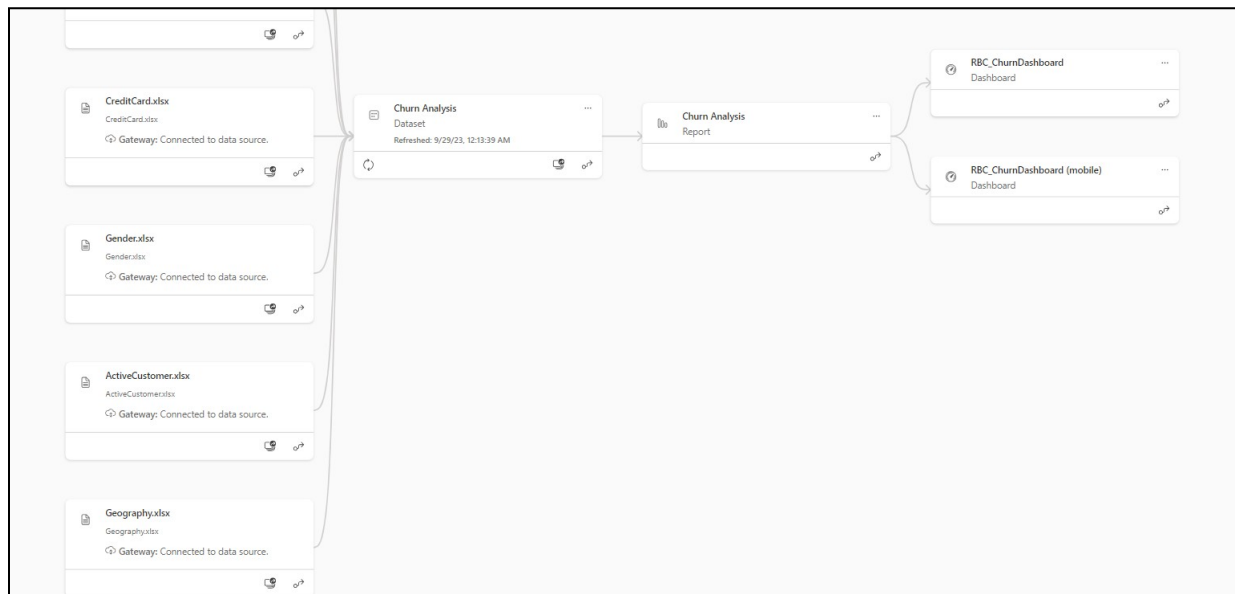 CreditCard.xlsx
CreditCard.xlsx
Gateway: Connected to data source.
Gender.xlsx
Gender.xlsx
Gateway: Connected to data source.
ActiveCustomer.xlsx
ActiveCustomer.xlsx
Gateway: Connected to data source.
Geography.xlsx
Geography.xlsx
Gateway: Connected to data source.
Churn Analysis
Dataset
Refreshed: 9/29/23, 12:13:39 AM
Churn Analysis
Report
RBC_ChurnDashboard
Dashboard
RBC_ChurnDashboard (mobile)
Dashboard